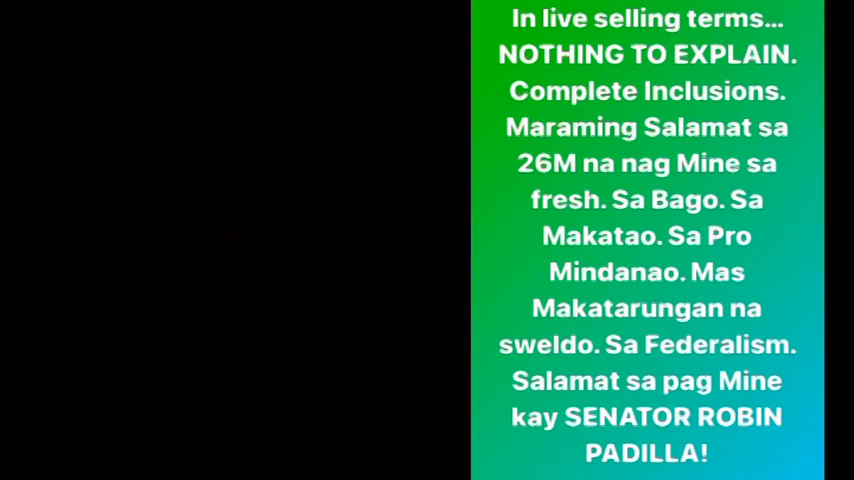 In live selling terms...
NOTHING TO EXPLAIN.
Complete Inclusions.
Maraming Salamat sa
26M na nag Mine sa
fresh. Sa Bago. Sa
Makatao. Sa Pro
Mindanao. Mas
Makatarungan na
sweldo. Sa Federalism.
Salamat sa pag Mine
kay SENATOR ROBIN
PADILLA!